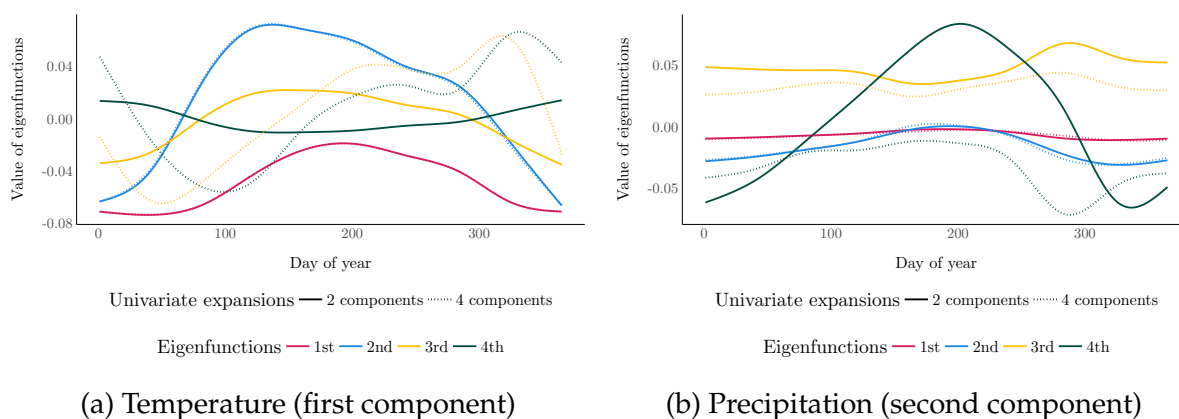 Value of eigenfunctions
0.04
0.00
-0.04
-0.08
0
100
200
300
Day of year
Univariate expansions 2 components 4 components
Eigenfunctions 1st 2nd 3rd 4th
(a) Temperature (first component)
Value of eigenfunctions
0.05
0.00
-0.05
0
100
200
300
Day of year
Univariate expansions 2 components 4 components
Eigenfunctions 1st 2nd 3rd 4th
(b) Precipitation (second component)